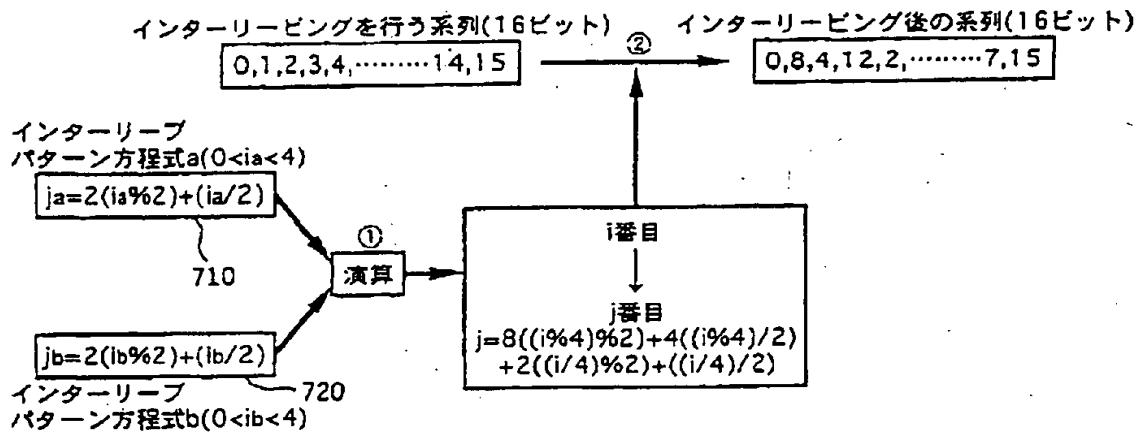 インターリービングを行う系列(16ビット)
②
インターリービング後の系列(16ビット)
0,1,2,3,4,………14,15
0,8,4,12,2,………7,15
インターリーブ
パターン方程式a(0<ia<4)
ja=2(ia%2)+(ia/2)
710
①
演算
i番目
j番目
j=8((i%4)%2)+4((i%4)/2)
+2((i/4)%2)+((i/4)/2)
jb=2(ib%2)+(ib/2)
720
インターリーブ
パターン方程式b(0<ib<4)